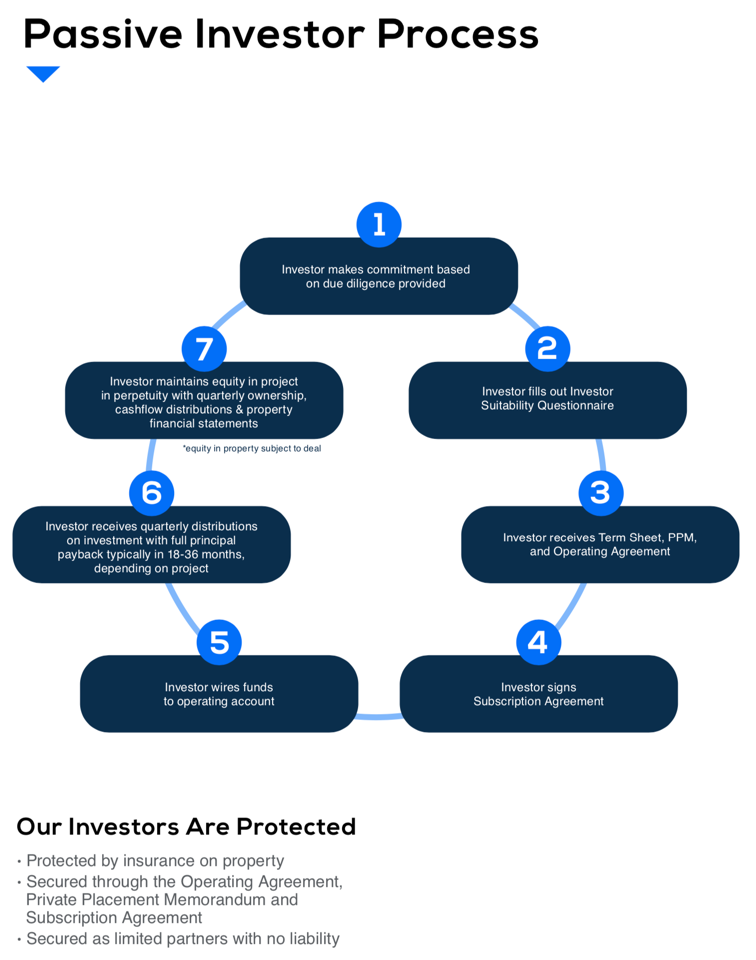 Passive Investor Process
1
Investor makes commitment based
on due diligence provided
2
Investor fills out Investor
Suitability Questionnaire
3
Investor receives Term Sheet, PPM,
and Operating Agreement
4
Investor signs
Subscription Agreement
5
Investor wires funds
to operating account
6
Investor receives quarterly distributions
on investment with full principal
payback typically in 18-36 months,
depending on project
7
Investor maintains equity in project
in perpetuity with quarterly ownership,
cashflow distributions & property
financial statements
*equity in property subject to deal
Our Investors Are Protected
· Protected by insurance on property
· Secured through the Operating Agreement,
Private Placement Memorandum and
Subscription Agreement
· Secured as limited partners with no liability